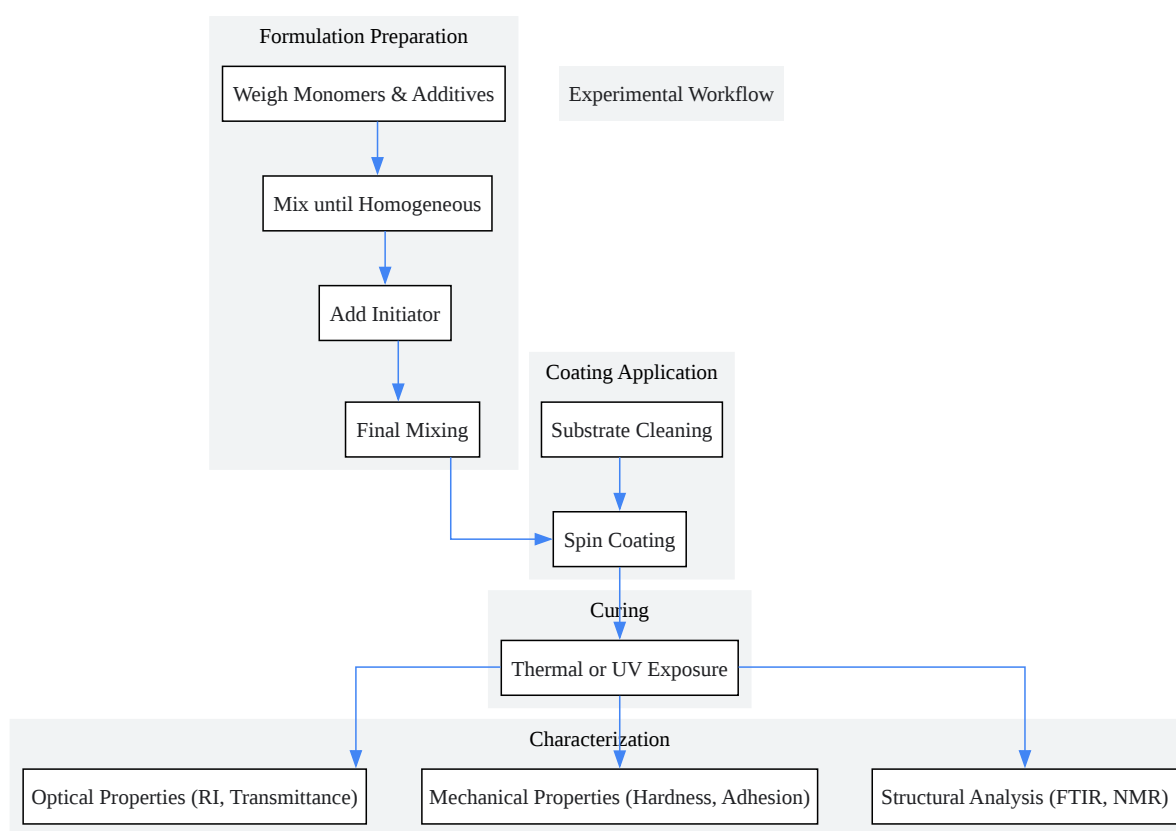 Formulation Preparation
Weigh Monomers & Additives
Experimental Workflow
Mix until Homogeneous
Add Initiator
Final Mixing
Coating Application
Substrate Cleaning
Spin Coating
Curing
Thermal or UV Exposure
Characterization
Optical Properties (RI, Transmittance)
Mechanical Properties (Hardness, Adhesion)
Structural Analysis (FTIR, NMR)